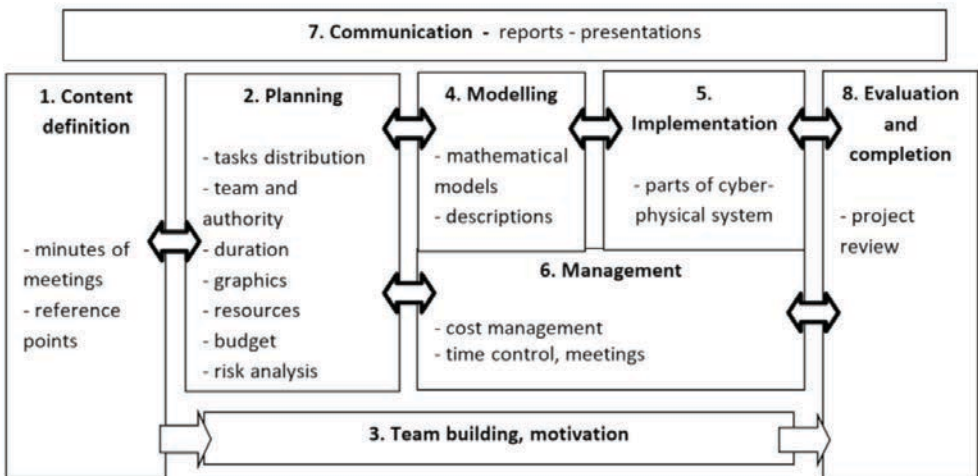 7. Communication - reports - presentations
1. Content
definition
- minutes of
meetings
- reference
points
2. Planning
- tasks distribution
- team and
authority
- duration
- graphics
- resources
- budget
- risk analysis
4. Modelling
- mathematical
models
- descriptions
5.
Implementation
- parts of cyber-
physical system
6. Management
- cost management
- time control, meetings
8. Evaluation
and
completion
- project
review
3. Team building, motivation